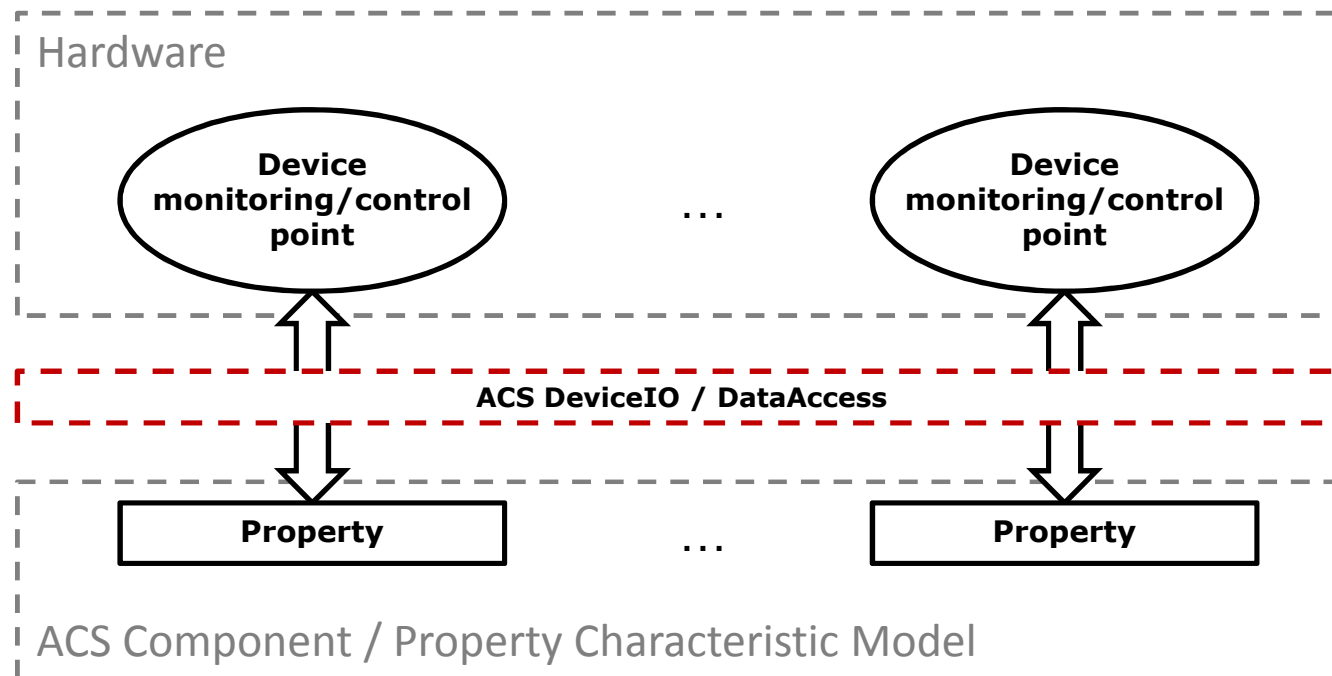 Hardware
Device
monitoring/control
point
...
Device
monitoring/control
point
ACS DeviceIO / DataAccess
Property
...
Property
ACS Component / Property Characteristic Model